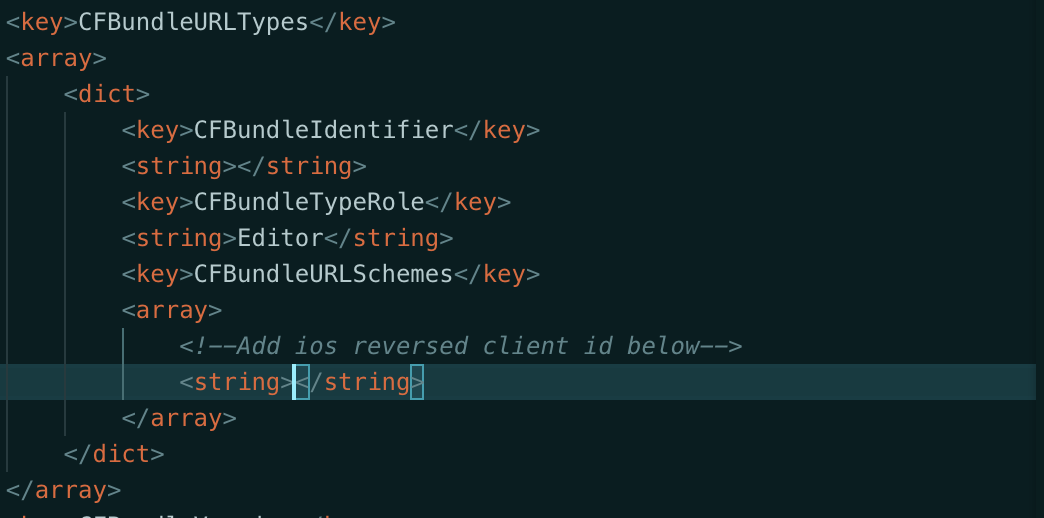 <key>CFBundleURLTypes</key>
<array>
<dict>
<key>CFBundleIdentifier</key>
<string></string>
<key>CFBundleTypeRole</key>
<string>Editor</string>
<key>CFBundleURLSchemes</key>
<array>
<!--Add ios reversed client id below-->
<string></string>
</array>
</dict>
</array>